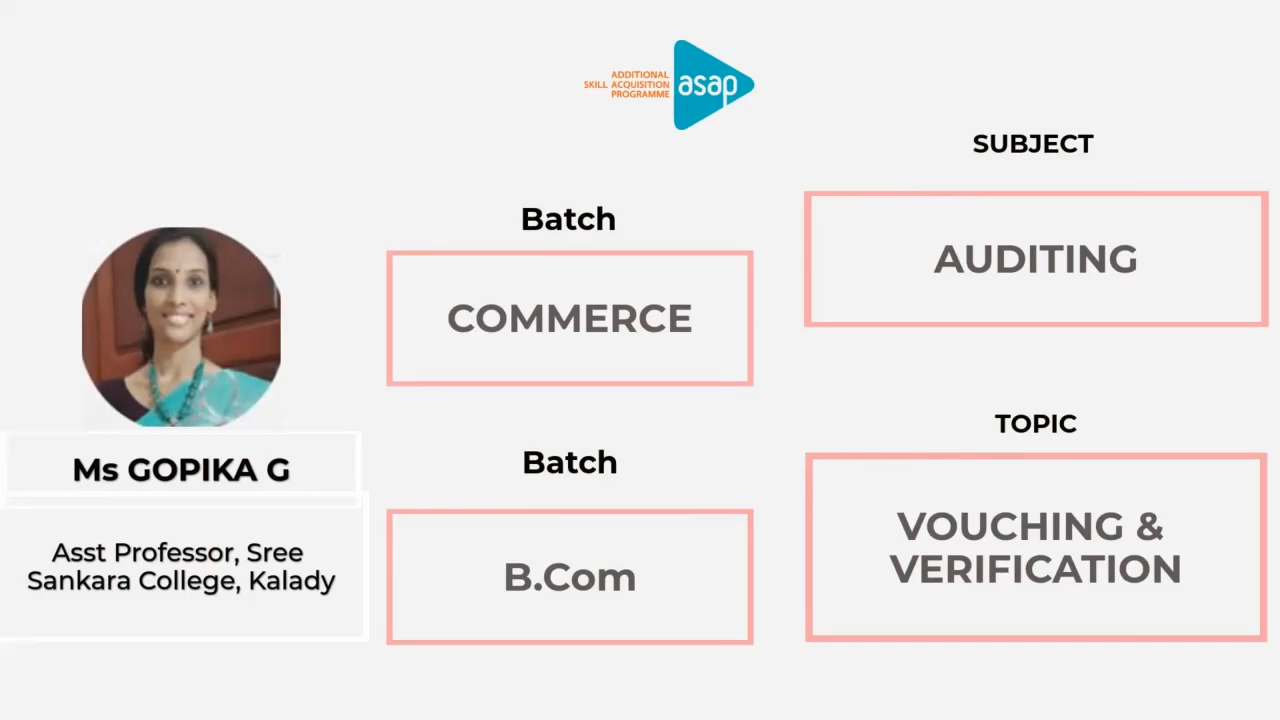 ADDITIONAL
SKILL ACQUISITION
PROGRAMME
asap
Ms GOPIKA G
Asst Professor, Sree
Sankara College, Kalady
Batch
COMMERCE
Batch
B.Com
SUBJECT
AUDITING
TOPIC
VOUCHING &
VERIFICATION